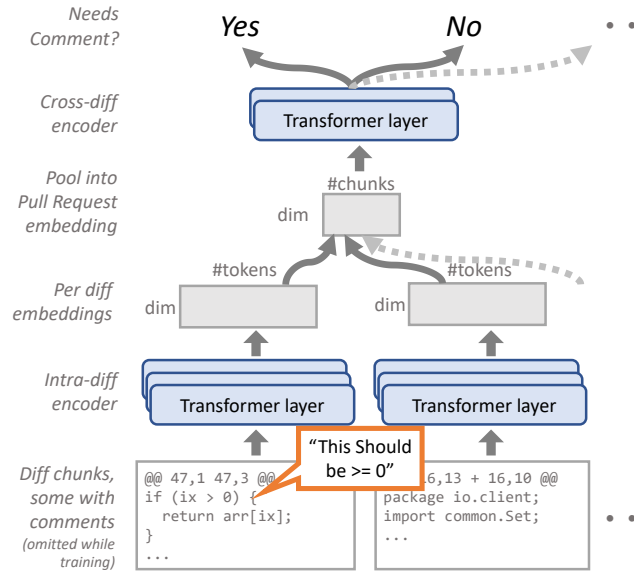 Needs
Comment?
Yes
No
Cross-diff
encoder
Transformer layer
Pool into
Pull Request
embedding
#chunks
dim
#tokens
#tokens
Per diff
embeddings
dim
dim
Intra-diff
encoder
Transformer layer
Transformer layer
Diff chunks,
some with
comments
(omitted while
training)
"This Should
be >= 0"
@@ 47,1 47,3 @@
if (ix > 0) {
return arr[ix];
}
...
16,13 + 16,10 @@
package io.client;
import common.Set;
...